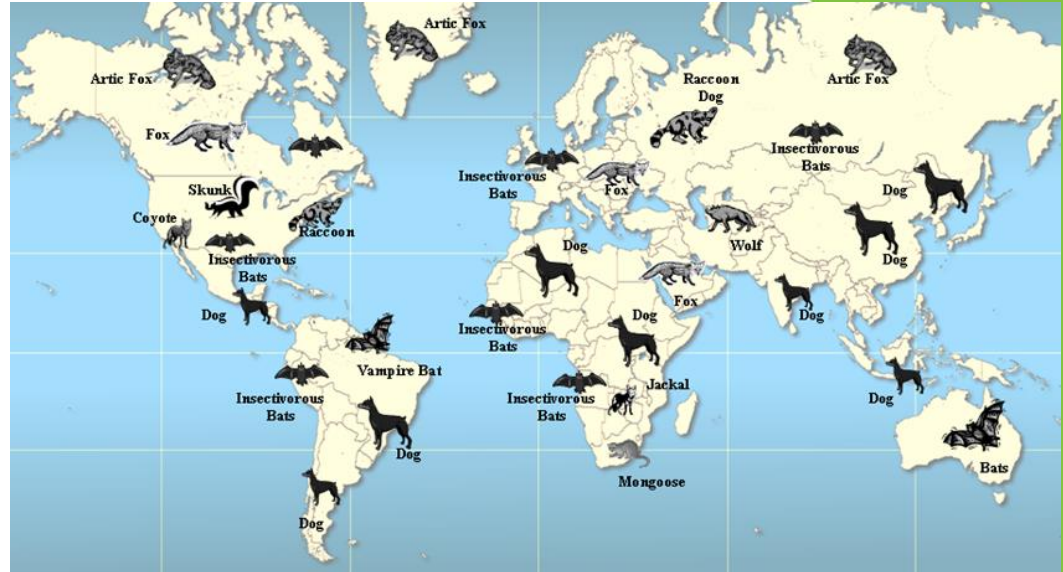 Artic Fox
Artic Fox
Artic Fox
Raccoon
Dog
Fox
Insectivorous
Bats
Insectivorous
Bats
Fox
Dog
Skunk
Coyote
Raccoon
Dog
Wolf
Dog
Insectivorous
Bats
Fox
Dog
Dog
Dog
Insectivorous
Bats
Vampire Bat
Insectivorous
Bats
Insectivorous
Bats
Jackal
Dog
Dog
Bats
Mongoose
Dog